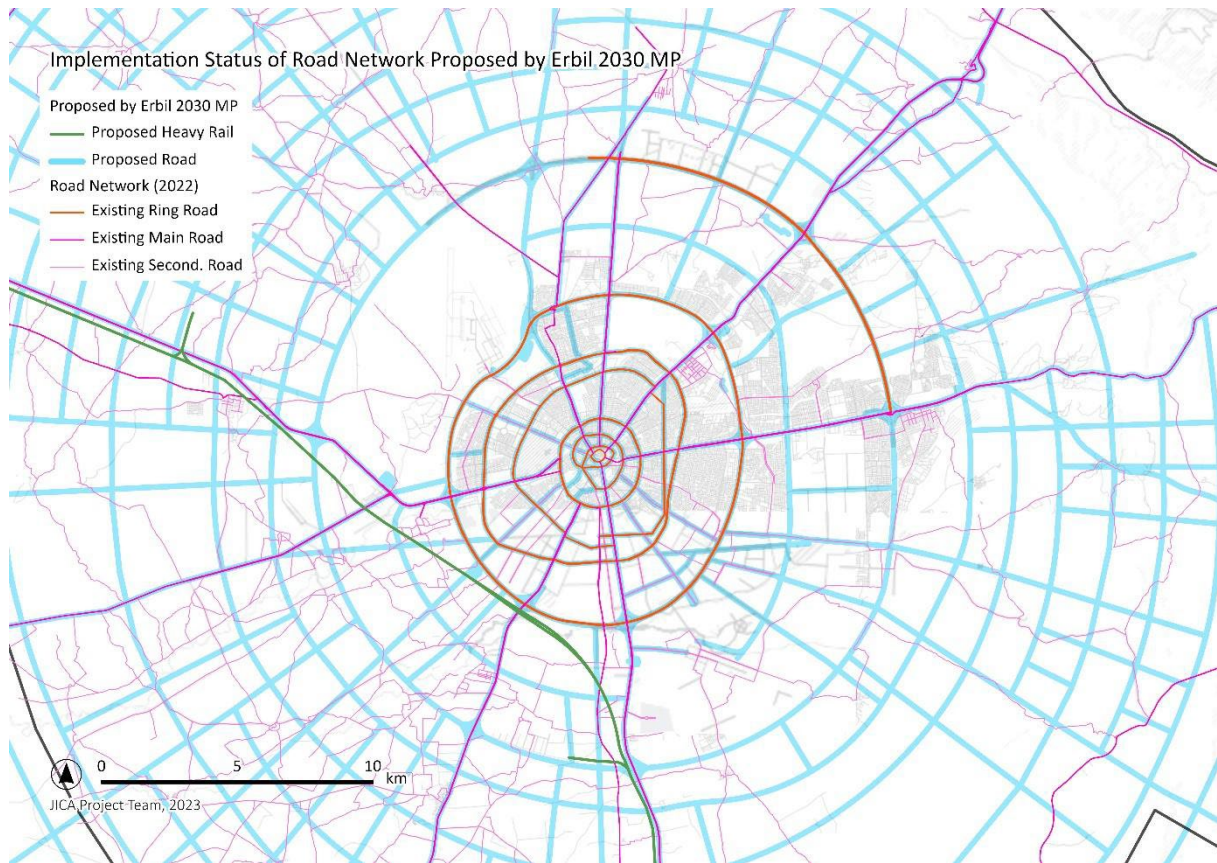 Implementation Status of Road Network Proposed by Erbil 2030 MP
Proposed by Erbil 2030 MP
Proposed Heavy Rail
Proposed Road
Road Network (2022)
Existing Ring Road
Existing Main Road
Existing Second. Road
0 5 10
km
JICA Project Team, 2023